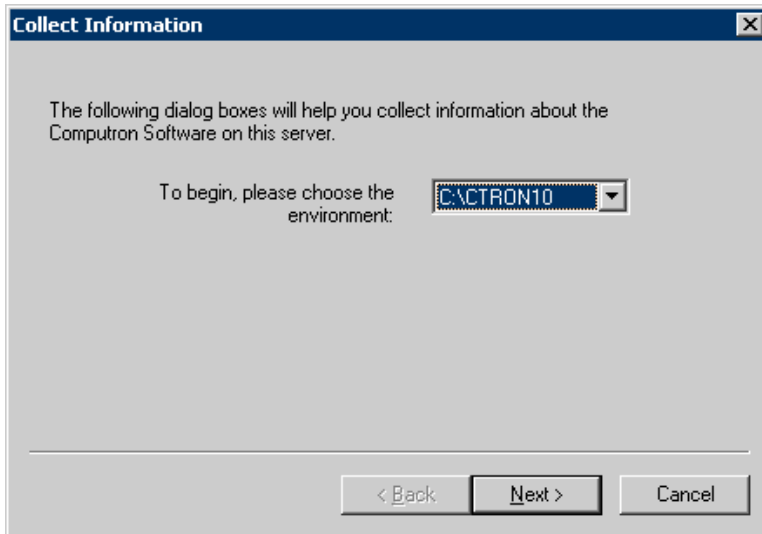 Collect Information
The following dialog boxes will help you collect information about the
Computron Software on this server.
To begin, please choose the
environment:
C:\CTRON10
< Back
Next >
Cancel